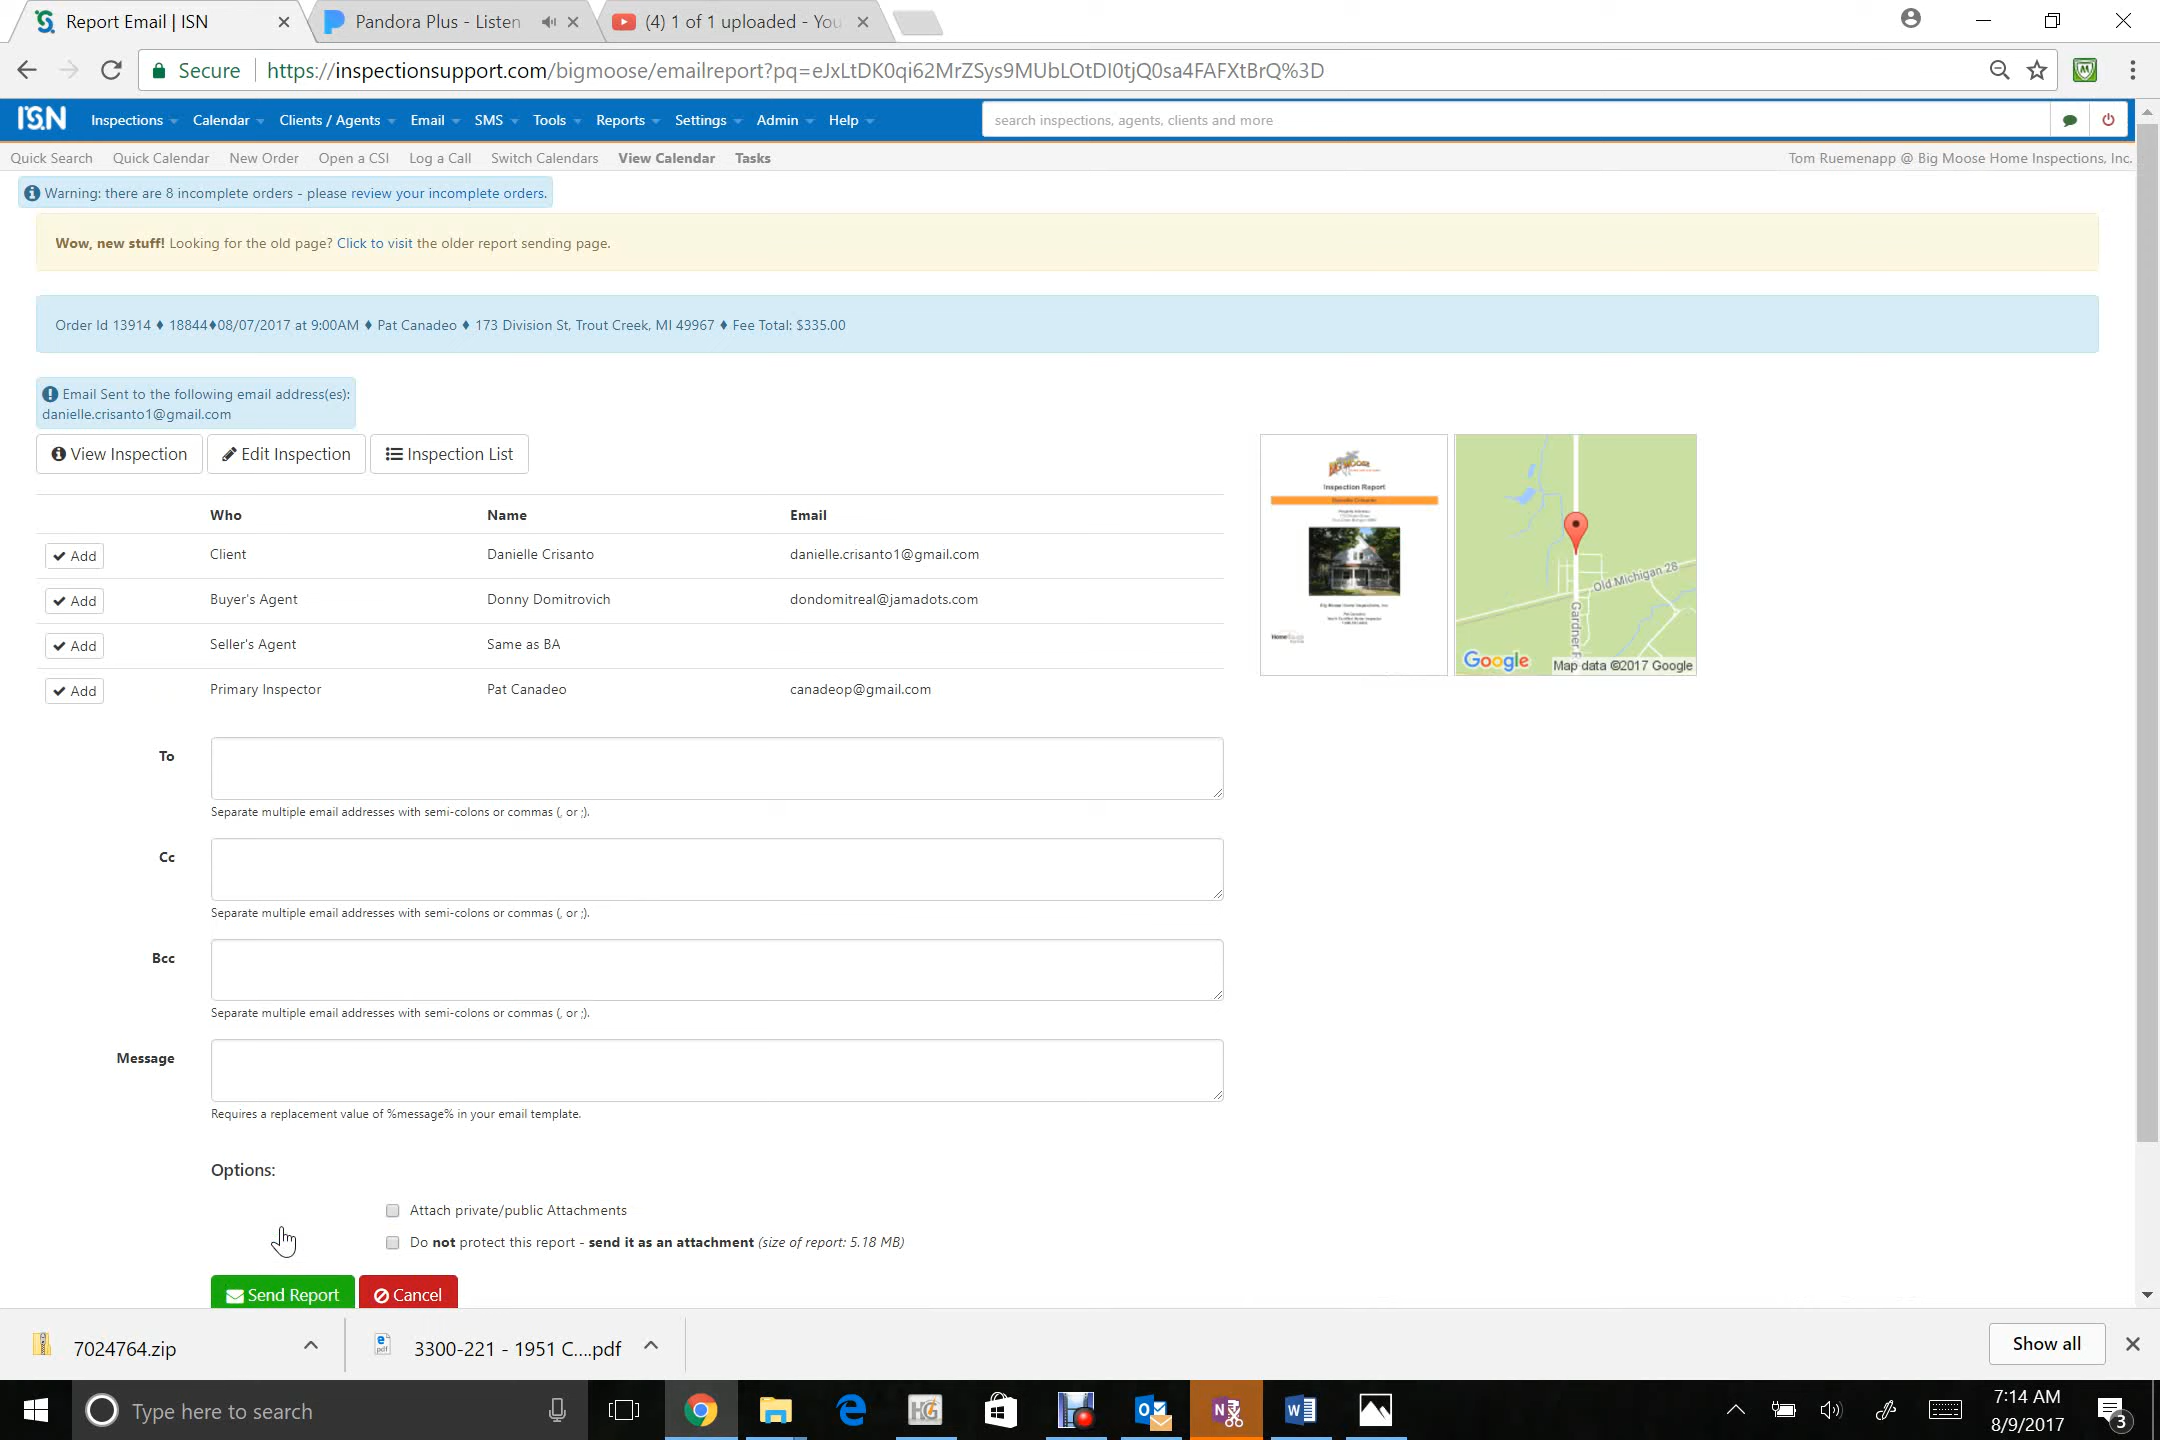 Report Email | ISN
Pandora Plus - Listen
(4) 1 of 1 uploaded - You
Secure https://inspectionsupport.com/bigmoose/emailreport?pq=eJxLtDK0qi62MrZSys9MUbLOtDI0tjQ0sa4FAFXtBrQ%3D
ISN Inspections Calendar Clients / Agents Email SMS Tools Reports Settings Admin Help search inspections, agents, clients and more
Quick Search Quick Calendar New Order Open a CSI Log a Call Switch Calendars View Calendar Tasks Tom Ruemenapp @ Big Moose Home Inspections, Inc.
Warning: there are 8 incomplete orders - please review your incomplete orders.
Wow, new stuff! Looking for the old page? Click to visit the older report sending page.
Order Id 13914 ♦ 18844♦08/07/2017 at 9:00AM ♦ Pat Canadeo ♦ 173 Division St, Trout Creek, MI 49967 ♦ Fee Total: $335.00
Email Sent to the following email address(es):
danielle.crisanto1@gmail.com
View Inspection Edit Inspection Inspection List
Who Name Email
Add Client Danielle Crisanto danielle.crisanto1@gmail.com
Add Buyer's Agent Donny Domitrovich dondomitreal@jamadots.com
Add Seller's Agent Same as BA
Add Primary Inspector Pat Canadeo canadeop@gmail.com
BIG MOOSE
Inspection Report
Danielle Crisanto
Big Moose Home Inspections, Inc.
Pat Canadeo
Old Michigan 28
Gardner R
Google Map data ©2017 Google
To
Separate multiple email addresses with semi-colons or commas (, or ;).
Cc
Separate multiple email addresses with semi-colons or commas (, or ;).
Bcc
Separate multiple email addresses with semi-colons or commas (, or ;).
Message
Requires a replacement value of %message% in your email template.
Options:
Attach private/public Attachments
Do not protect this report - send it as an attachment (size of report: 5.18 MB)
Send Report Cancel
7024764.zip 3300-221 - 1951 C....pdf Show all
Type here to search
7:14 AM
8/9/2017
3